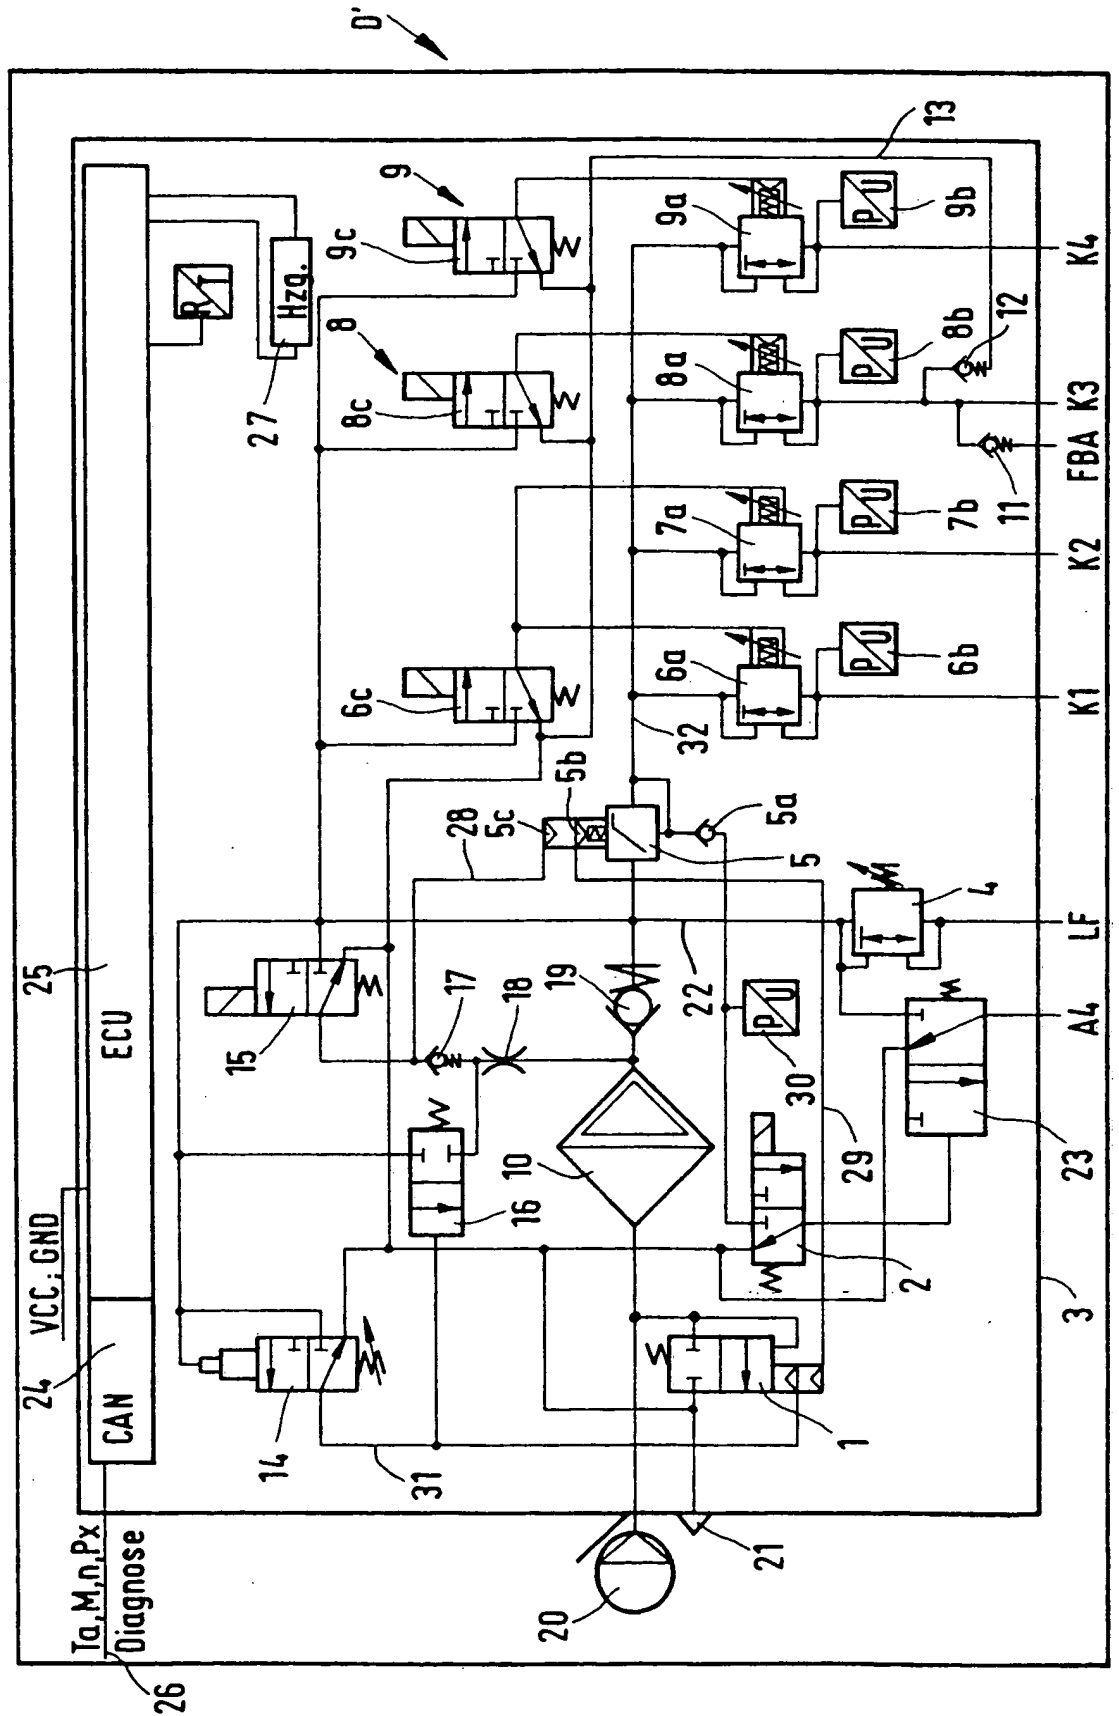 D'
25
ECU
24
CAN
VCC; GND
Ta,M,n,Px
Diagnose
26
R
T
Hzg.
27
9
9c
8
8c
6c
15
14
31
28
5c
5b
17
18
16
19
10
20
21
1
2
22
32
5
5a
P
U
30
29
23
4
3
6a
P
U
6b
7a
P
U
7b
8a
P
U
8b
9a
P
U
9b
11
12
13
A4
LF
K1
K2
FBA
K3
K4